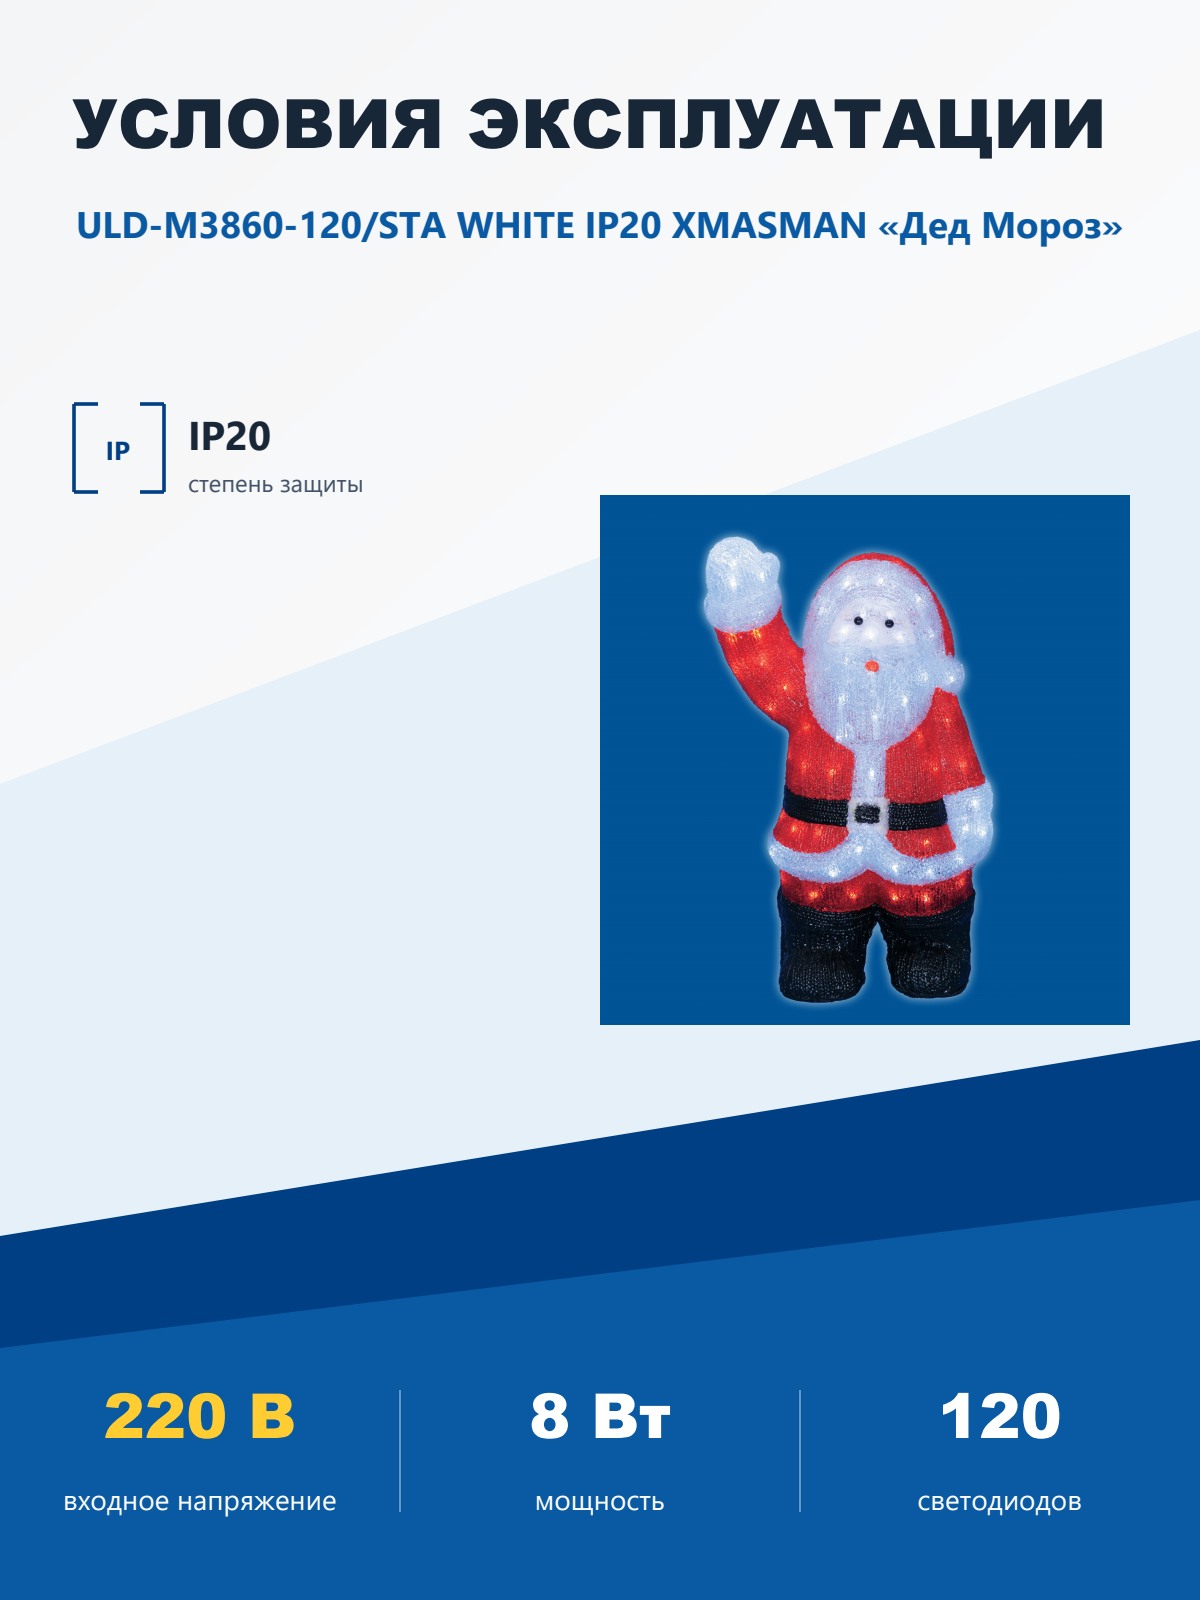 УСЛОВИЯ ЭКСПЛУАТАЦИИ
ULD-M3860-120/STA WHITE IP20 XMASMAN «Дед Мороз»
IP
IP20
степень защиты
220 В
входное напряжение
8 Вт
мощность
120
светодиодов